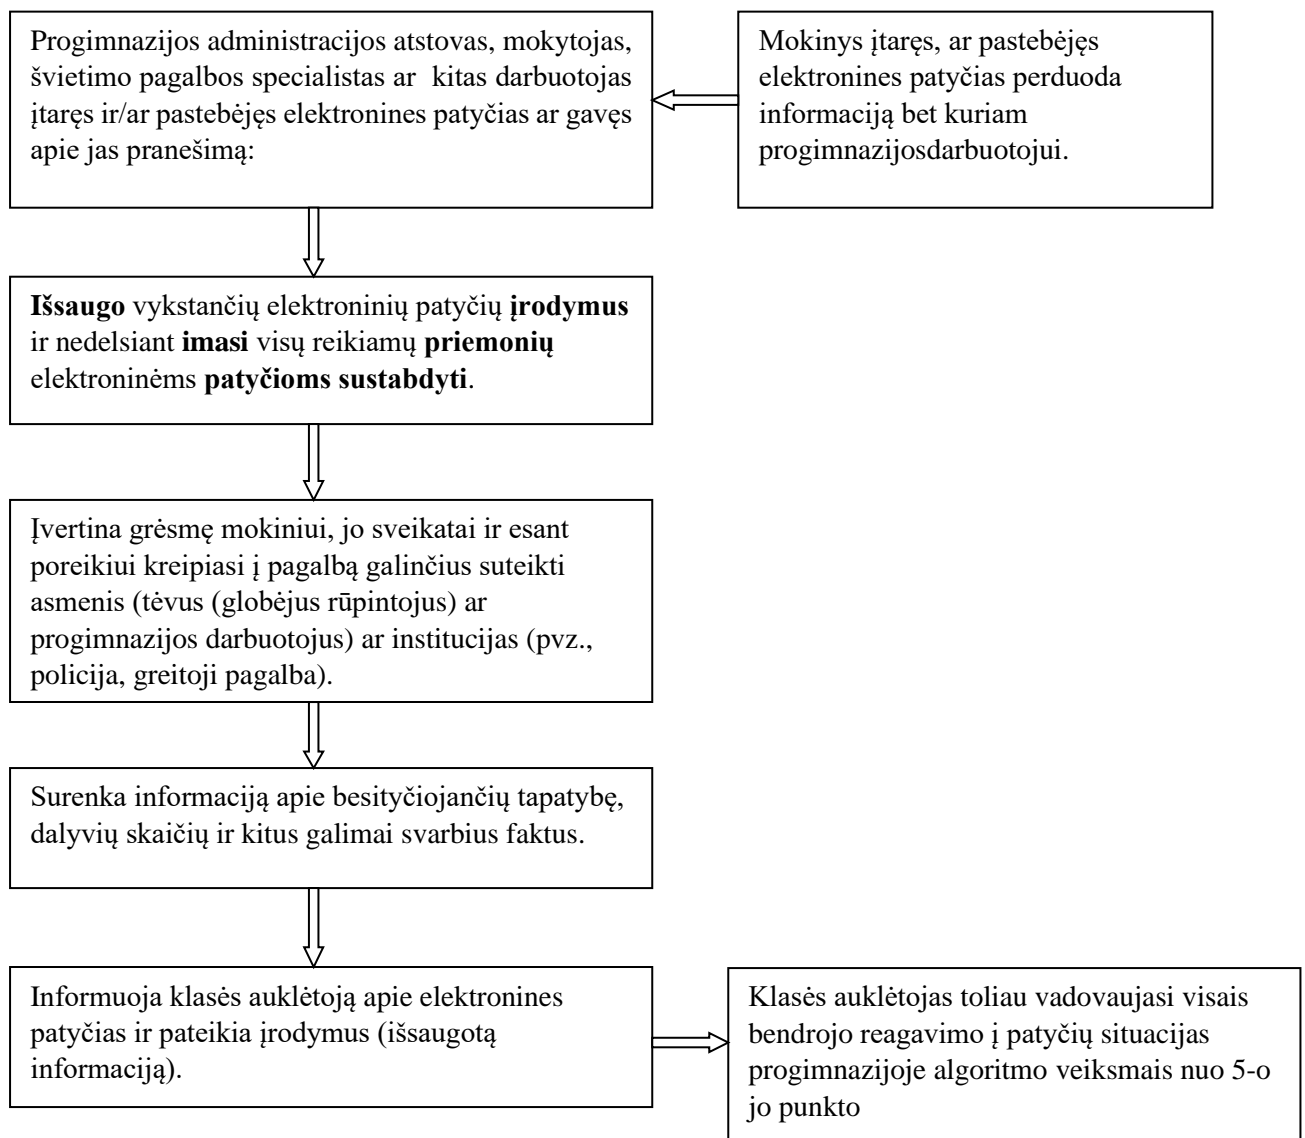 Progimnazijos administracijos atstovas, mokytojas,
švietimo pagalbos specialistas ar kitas darbuotojas
įtaręs ir/ar pastebėjęs elektronines patyčias ar gavęs
apie jas pranešimą:
Mokinys įtaręs, ar pastebėjęs
elektronines patyčias perduoda
informaciją bet kuriam
progimnazijosdarbuotojui.
Išsaugo vykstančių elektroninių patyčių įrodymus
ir nedelsiant imasi visų reikiamų priemonių
elektroninėms patyčioms sustabdyti.
Įvertina grėsmę mokiniui, jo sveikatai ir esant
poreikiui kreipiasi į pagalbą galinčius suteikti
asmenis (tėvus (globėjus rūpintojus) ar
progimnazijos darbuotojus) ar institucijas (pvz.,
policija, greitoji pagalba).
Surenka informaciją apie besityčiojančių tapatybę,
dalyvių skaičių ir kitus galimai svarbius faktus.
Informuoja klasės auklėtoją apie elektronines
patyčias ir pateikia įrodymus (išsaugotą
informaciją).
Klasės auklėtojas toliau vadovaujasi visais
bendrojo reagavimo į patyčių situacijas
progimnazijoje algoritmo veiksmais nuo 5-o
jo punkto